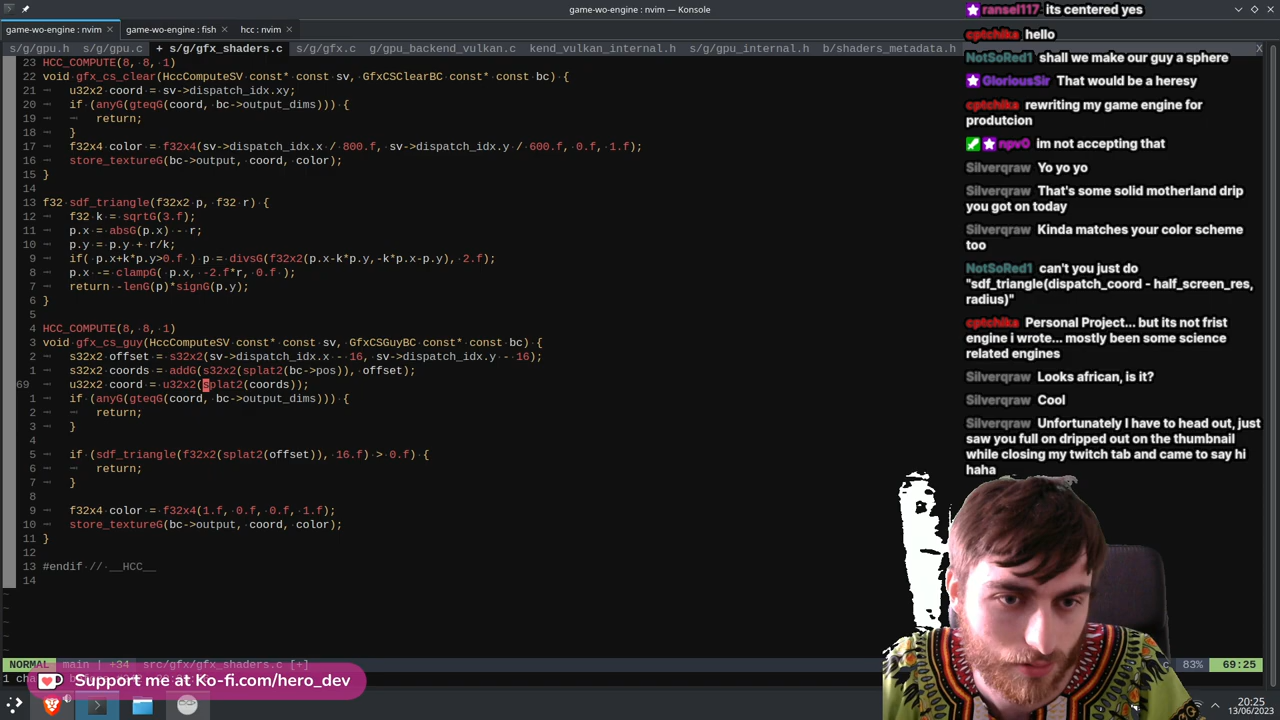 game-wo-engine : nvim — Konsole
game-wo-engine : nvim
game-wo-engine : fish
hcc : nvim
s/g/gpu.h s/g/gpu.c + s/g/gfx_shaders.c s/g/gfx.c g/gpu_backend_vulkan.c kend_vulkan_internal.h s/g/gpu_internal.h b/shaders_metadata.h X
23 HCC_COMPUTE(8, 8, 1)
22 void gfx_cs_clear(HccComputeSV const* const sv, GfxCSClearBC const* const bc) {
21 u32x2 coord = sv->dispatch_idx.xy;
20 if (anyG(gteqG(coord, bc->output_dims))) {
19 return;
18 }
17 f32x4 color = f32x4(sv->dispatch_idx.x / 800.f, sv->dispatch_idx.y / 600.f, 0.f, 1.f);
16 store_textureG(bc->output, coord, color);
15 }
14
13 f32 sdf_triangle(f32x2 p, f32 r) {
12 f32 k = sqrtG(3.f);
11 p.x = absG(p.x) - r;
10 p.y = p.y + r/k;
9 if( p.x+k*p.y>0.f ) p = divsG(f32x2(p.x-k*p.y,-k*p.x-p.y), 2.f);
8 p.x -= clampG( p.x, -2.f*r, 0.f );
7 return -lenG(p)*signG(p.y);
6 }
5
4 HCC_COMPUTE(8, 8, 1)
3 void gfx_cs_guy(HccComputeSV const* const sv, GfxCSGuyBC const* const bc) {
2 s32x2 offset = s32x2(sv->dispatch_idx.x - 16, sv->dispatch_idx.y - 16);
1 s32x2 coords = addG(s32x2(splat2(bc->pos)), offset);
69 u32x2 coord = u32x2(splat2(coords));
1 if (anyG(gteqG(coord, bc->output_dims))) {
2 return;
3 }
4
5 if (sdf_triangle(f32x2(splat2(offset)), 16.f) > 0.f) {
6 return;
7 }
8
9 f32x4 color = f32x4(1.f, 0.f, 0.f, 1.f);
10 store_textureG(bc->output, coord, color);
11 }
12
13 #endif // __HCC__
14
NORMAL main | +34 src/gfx/gfx_shaders.c [+] c 83% 69:25
1 cha
Support me at Ko-fi.com/hero_dev
20:25
13/06/2023
ransel117 its centered yes
cptchika hello
NotSoRed1 shall we make our guy a sphere
GloriousSir That would be a heresy
cptchika rewriting my game engine for
produtcion
npv0 im not accepting that
Silverqraw Yo yo yo
Silverqraw That's some solid motherland drip
you got on today
Silverqraw Kinda matches your color scheme
too
NotSoRed1 can't you just do
"sdf_triangle(dispatch_coord - half_screen_res,
radius)"
cptchika Personal Project... but its not frist
engine i wrote... mostly been some science
related engines
Silverqraw Looks african, is it?
Silverqraw Cool
Silverqraw Unfortunately I have to head out, just
saw you full on dripped out on the thumbnail
while closing my twitch tab and came to say hi
haha